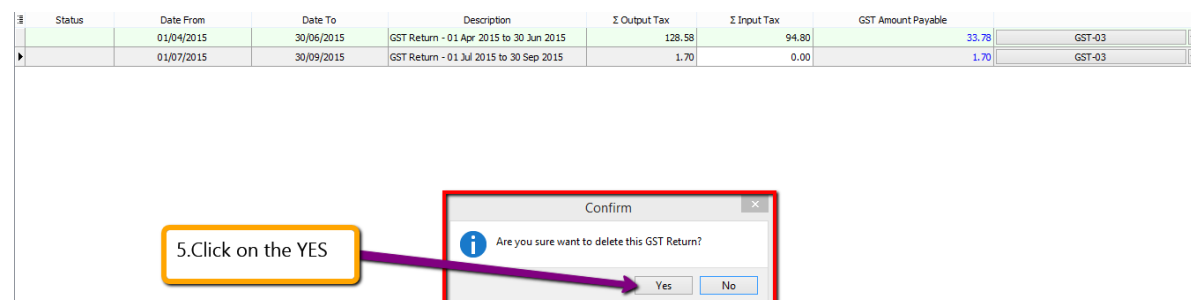 Status Date From Date To Description Σ Output Tax Σ Input Tax GST Amount Payable
01/04/2015 30/06/2015 GST Return - 01 Apr 2015 to 30 Jun 2015 128.58 94.80 33.78 GST-03
01/07/2015 30/09/2015 GST Return - 01 Jul 2015 to 30 Sep 2015 1.70 0.00 1.70 GST-03
Confirm
Are you sure want to delete this GST Return?
5.Click on the YES
Yes No